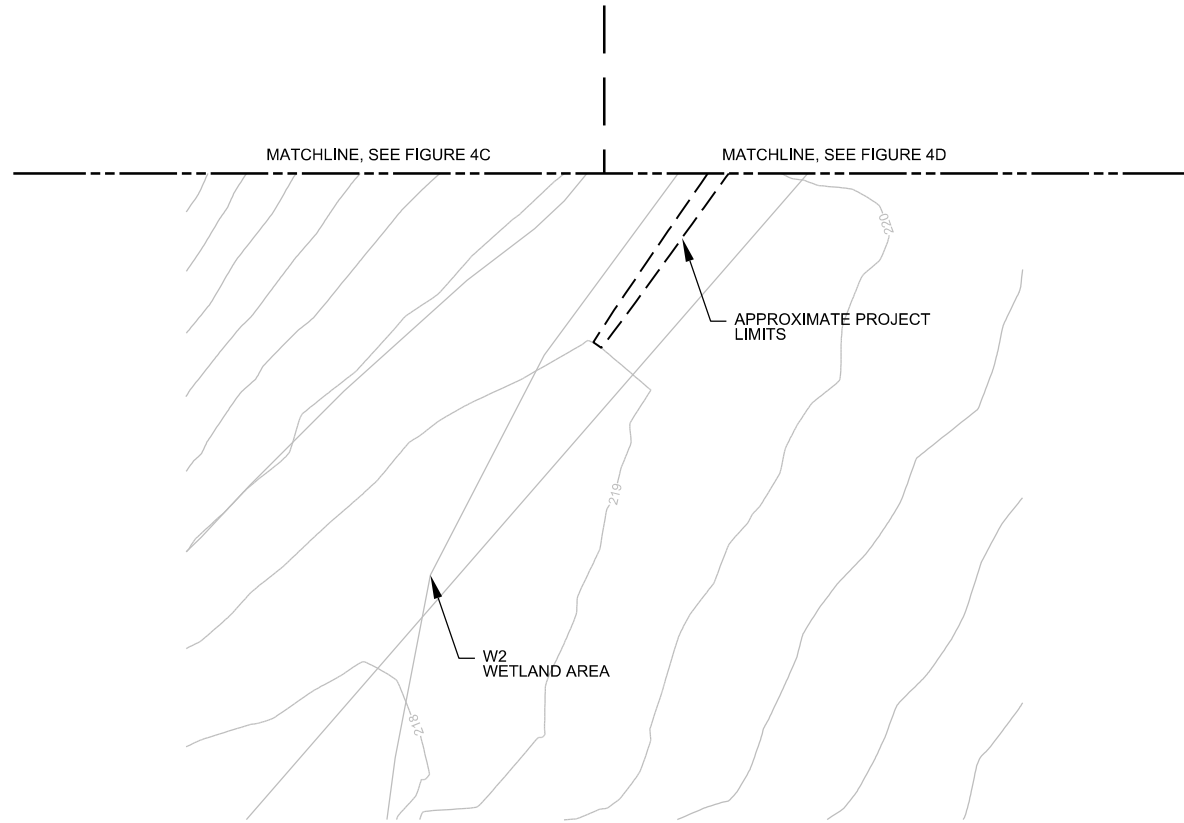 MATCHLINE, SEE FIGURE 4C
MATCHLINE, SEE FIGURE 4D
220
APPROXIMATE PROJECT
LIMITS
219
W2
WETLAND AREA
218